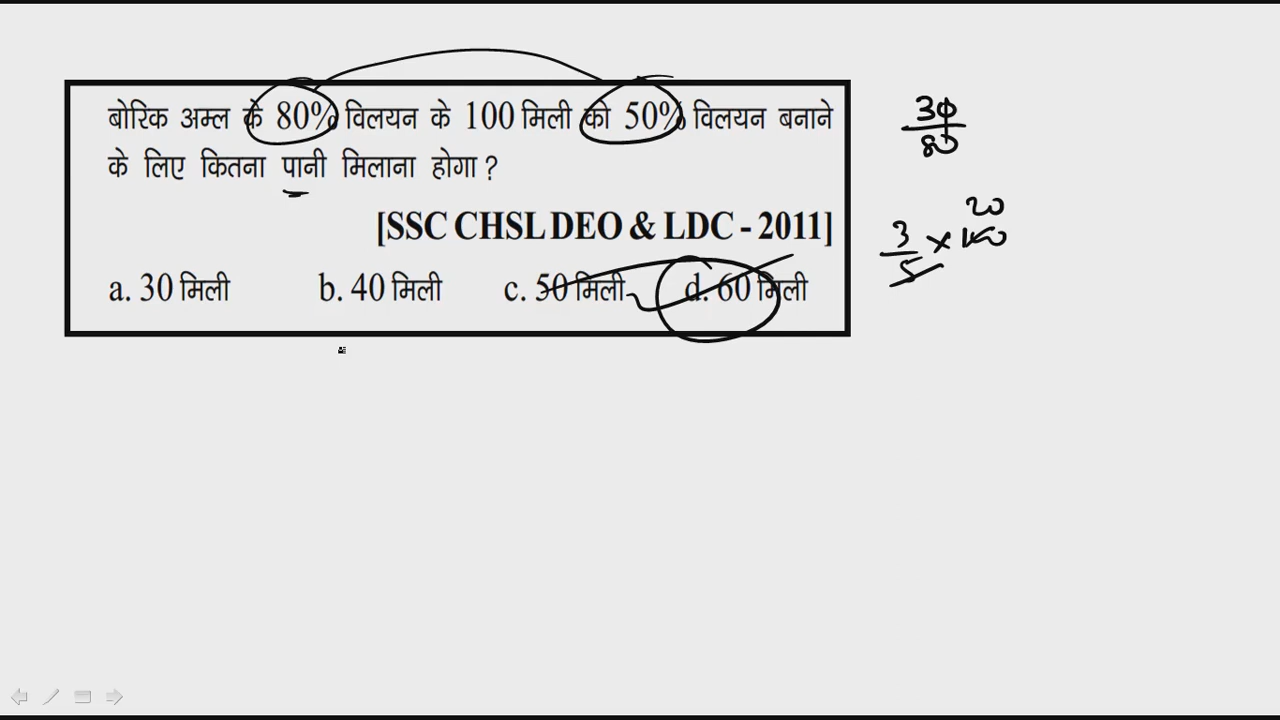 बोरिक अम्ल के 80% विलयन के 100 मिली को 50% विलयन बनाने
के लिए कितना पानी मिलाना होगा ?
[SSC CHSL DEO & LDC - 2011]
a. 30 मिली b. 40 मिली c. 50 मिली d. 60 मिली
30
80
20
3 × 100
5